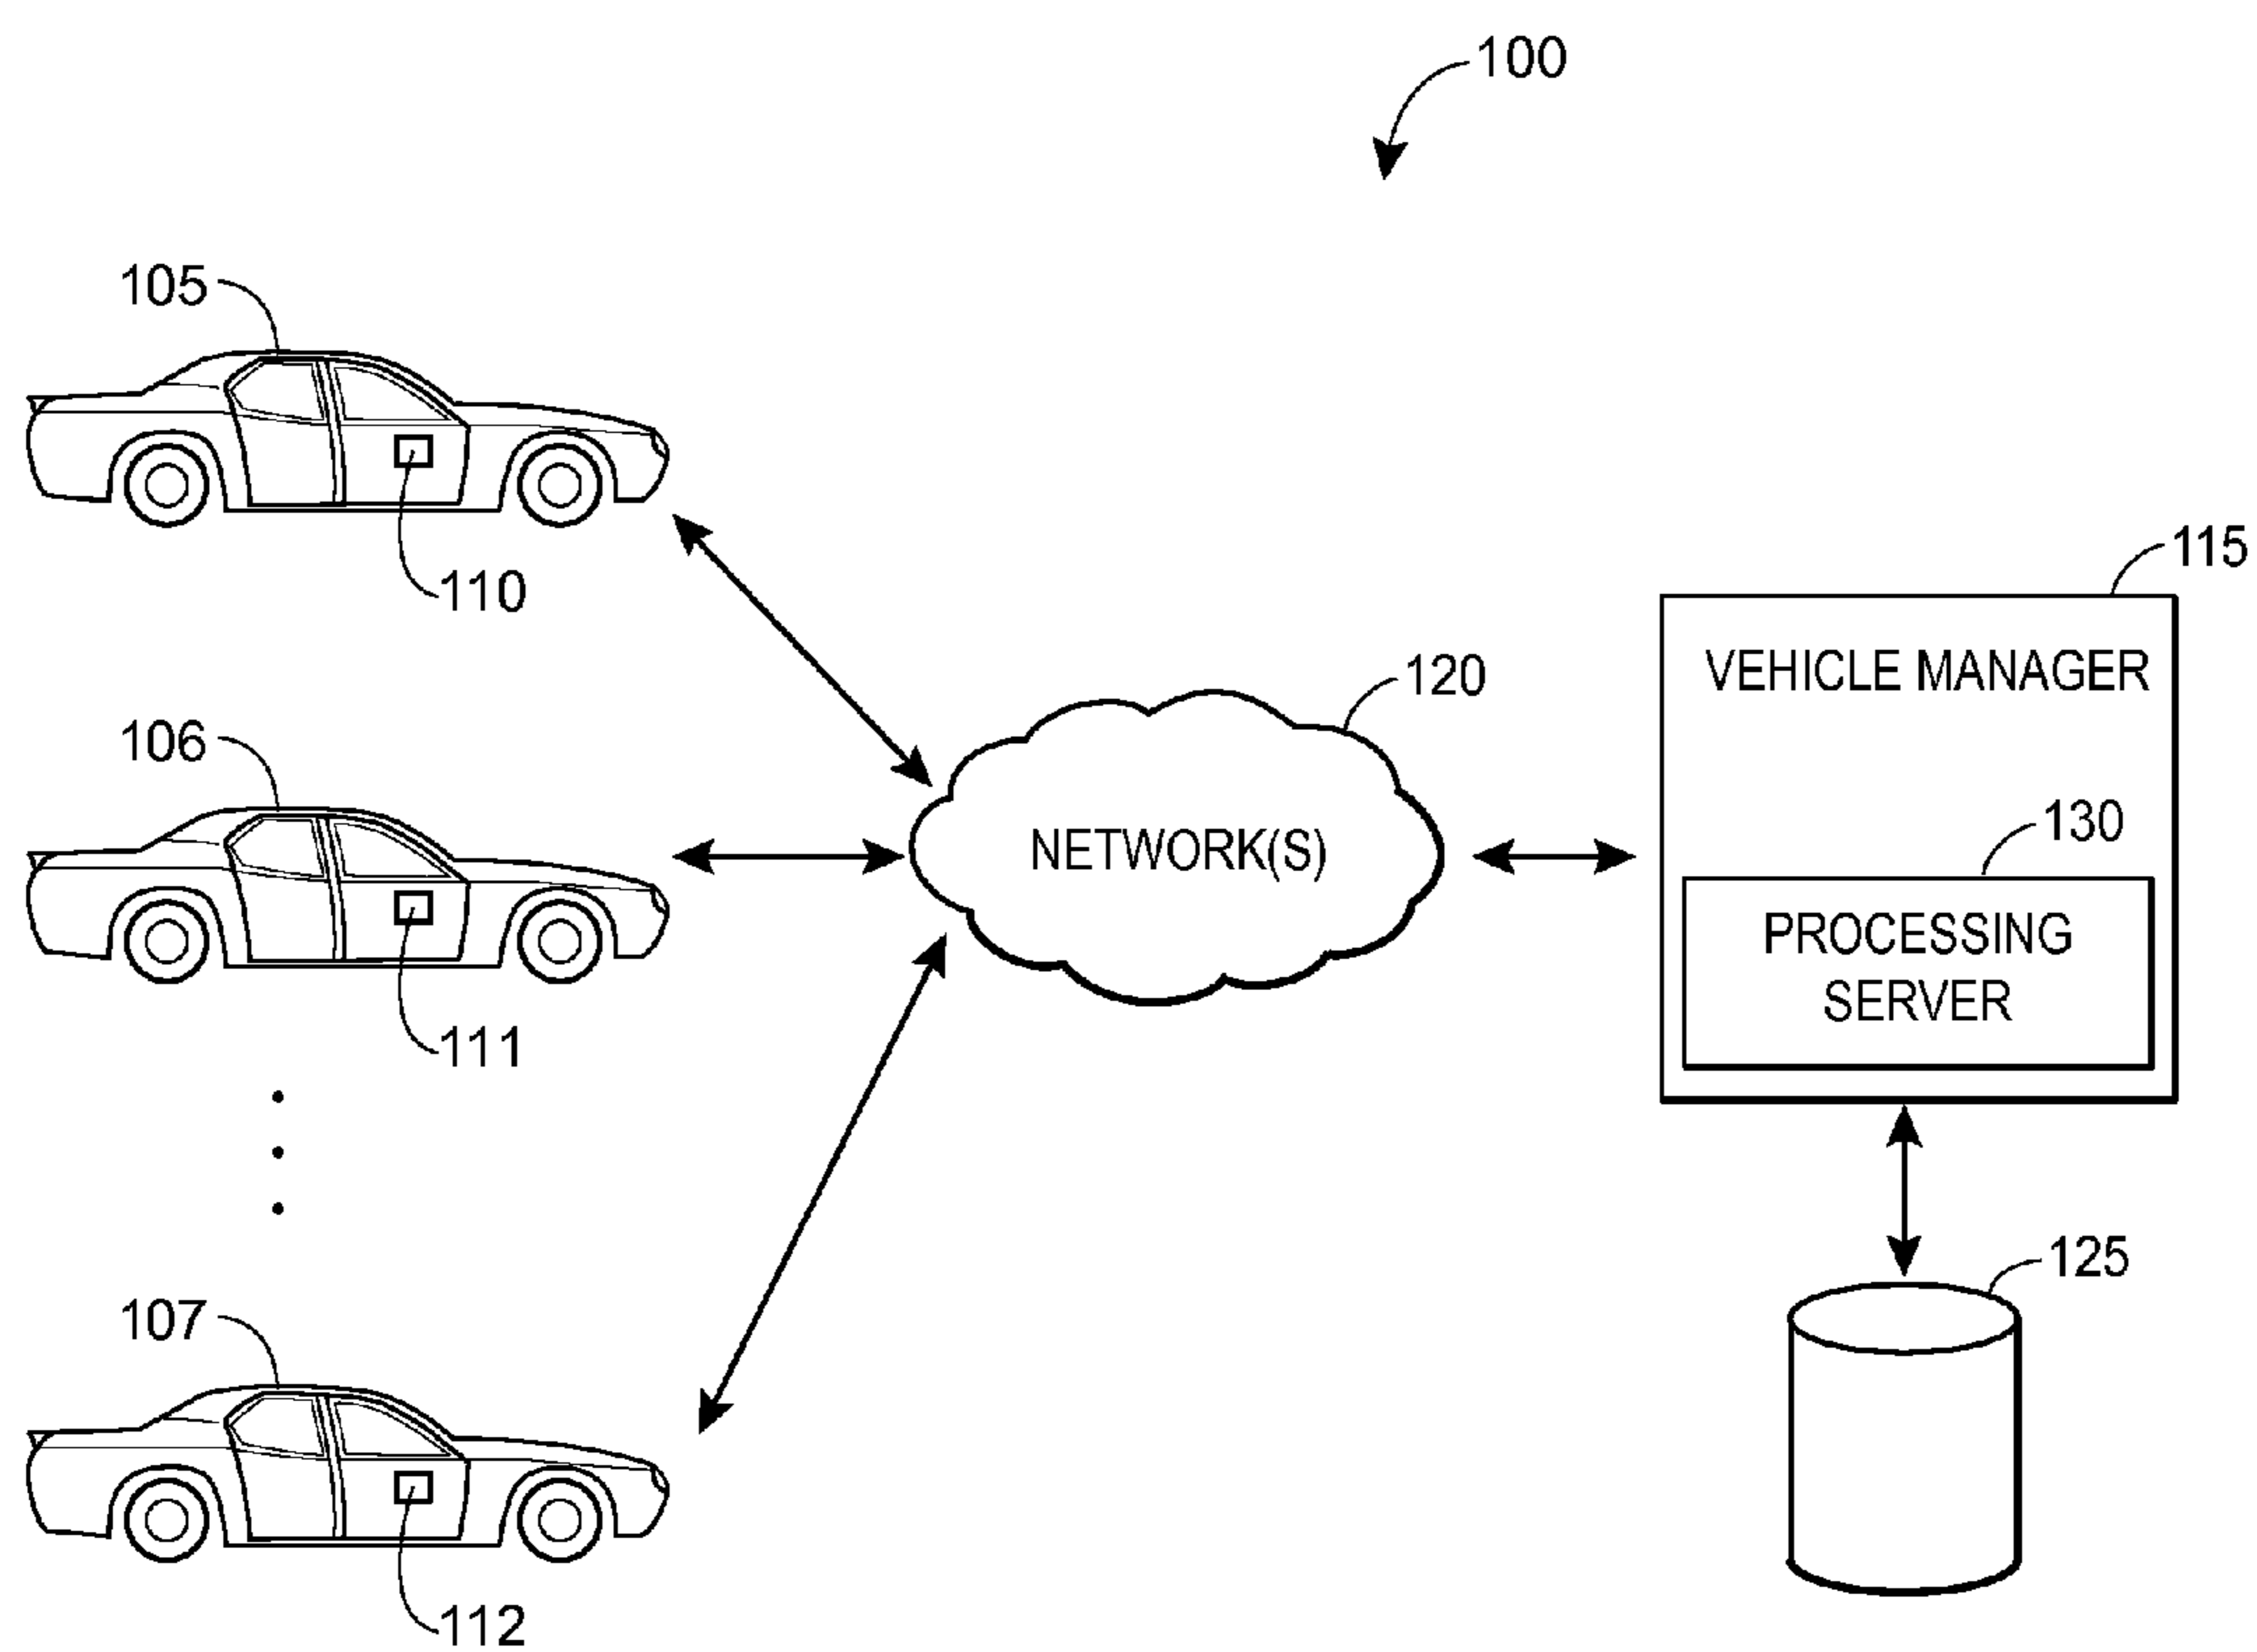 100
105
110
115
VEHICLE MANAGER
120
106
130
NETWORK(S)
PROCESSING
SERVER
111
125
107
112